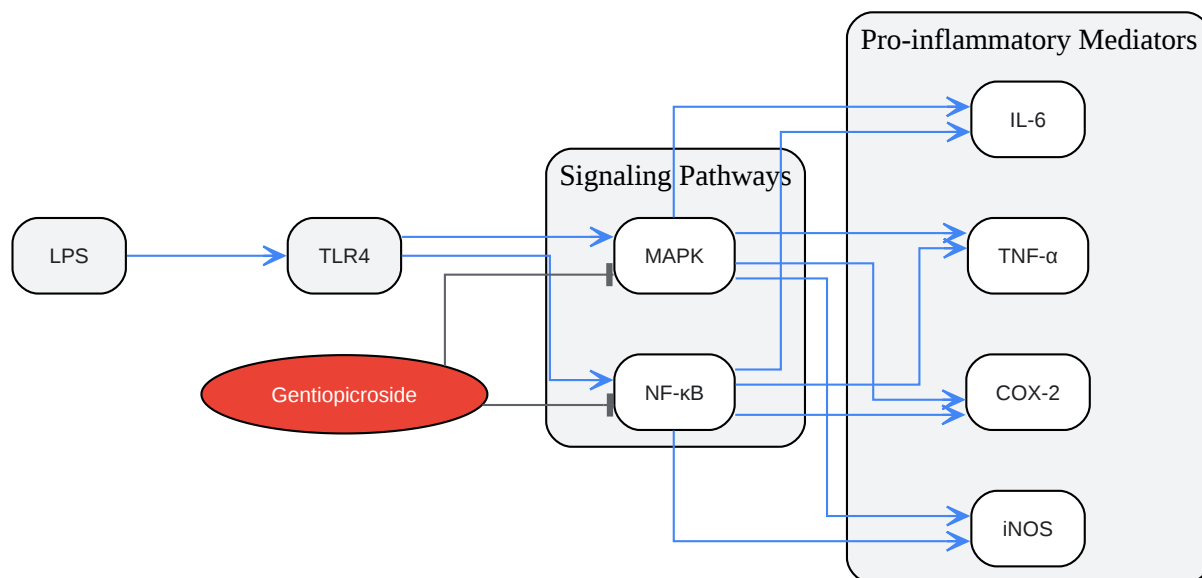 Pro-inflammatory Mediators
IL-6
Signaling Pathways
LPS
TLR4
MAPK
TNF-α
Gentiopicroside
NF-κB
COX-2
iNOS